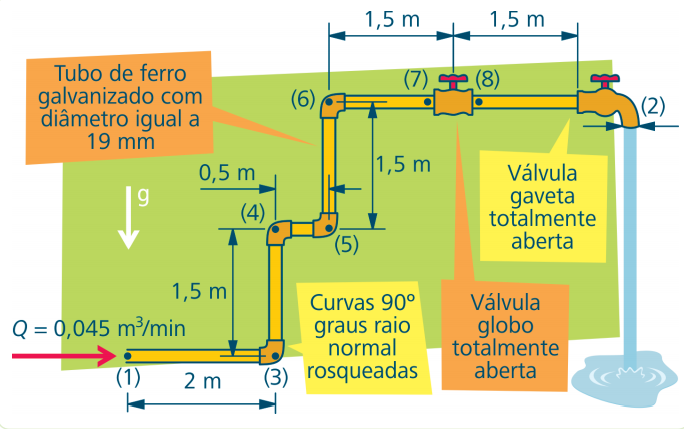 1,5 m
1,5 m
Tubo de ferro
galvanizado com
diâmetro igual a
19 mm
(6)
(7)
(8)
(2)
0,5 m
1,5 m
Válvula
gaveta
totalmente
aberta
g
(4)
(5)
1,5 m
Q = 0,045 m³/min
Curvas 90º
graus raio
normal
rosqueadas
Válvula
globo
totalmente
aberta
(1)
2 m
(3)